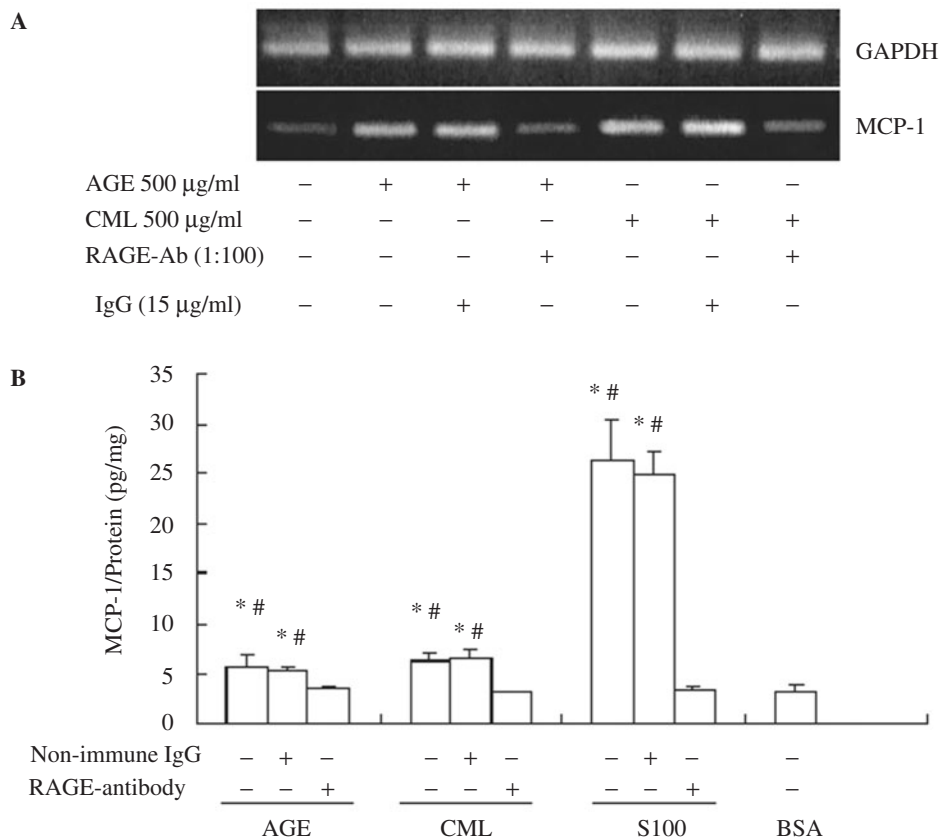 A
GAPDH
MCP-1
AGE 500 µg/ml – + + + – – –
CML 500 µg/ml – – – – + + +
RAGE-Ab (1:100) – – – + – – +
IgG (15 µg/ml) – – + – – + –
B
MCP-1/Protein (pg/mg)
35
30
25
20
15
10
5
0
* # * # * # * # * # * #
Non-immune IgG – + – – + – – + – –
RAGE-antibody – – + – – + – – + –
AGE CML S100 BSA